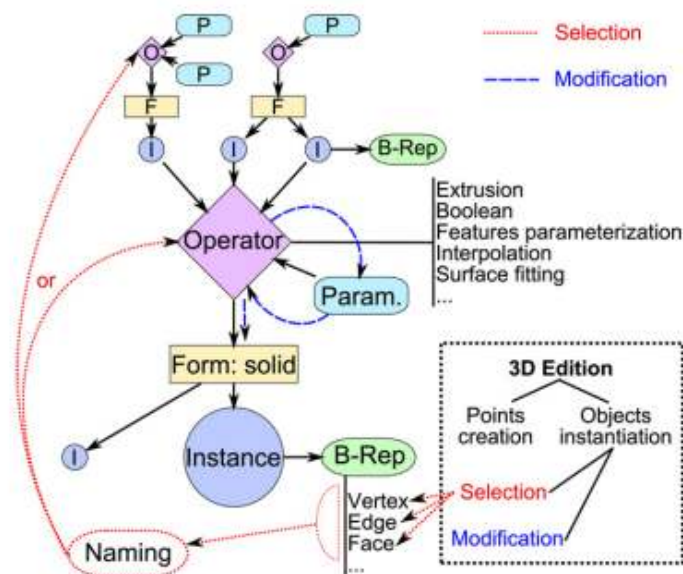 P
P
O
O
P
Selection
Modification
F
F
I
I
I
B-Rep
Extrusion
Boolean
Features parameterization
Interpolation
Surface fitting
...
Operator
Param.
or
Form: solid
3D Edition
Points
creation
Objects
instantiation
I
Instance
B-Rep
Vertex
Edge
Face
...
Selection
Modification
Naming